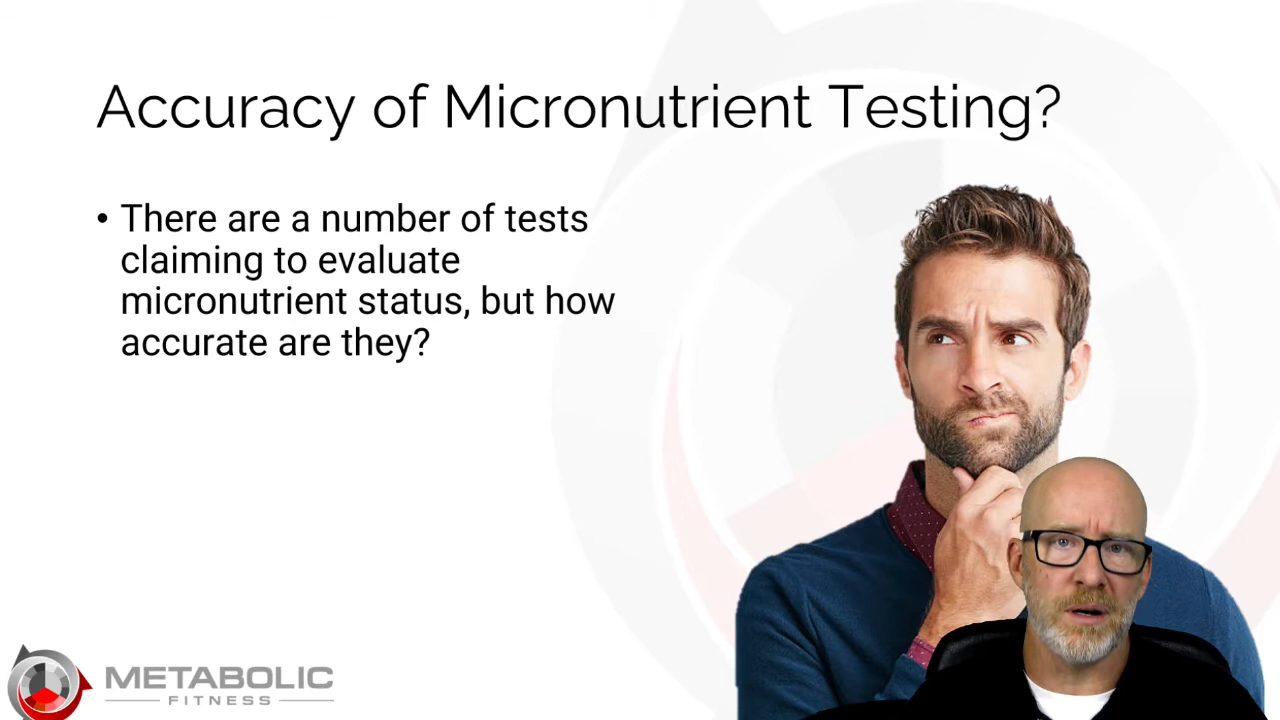 Accuracy of Micronutrient Testing?
• There are a number of tests
claiming to evaluate
micronutrient status, but how
accurate are they?
METABOLIC
FITNESS